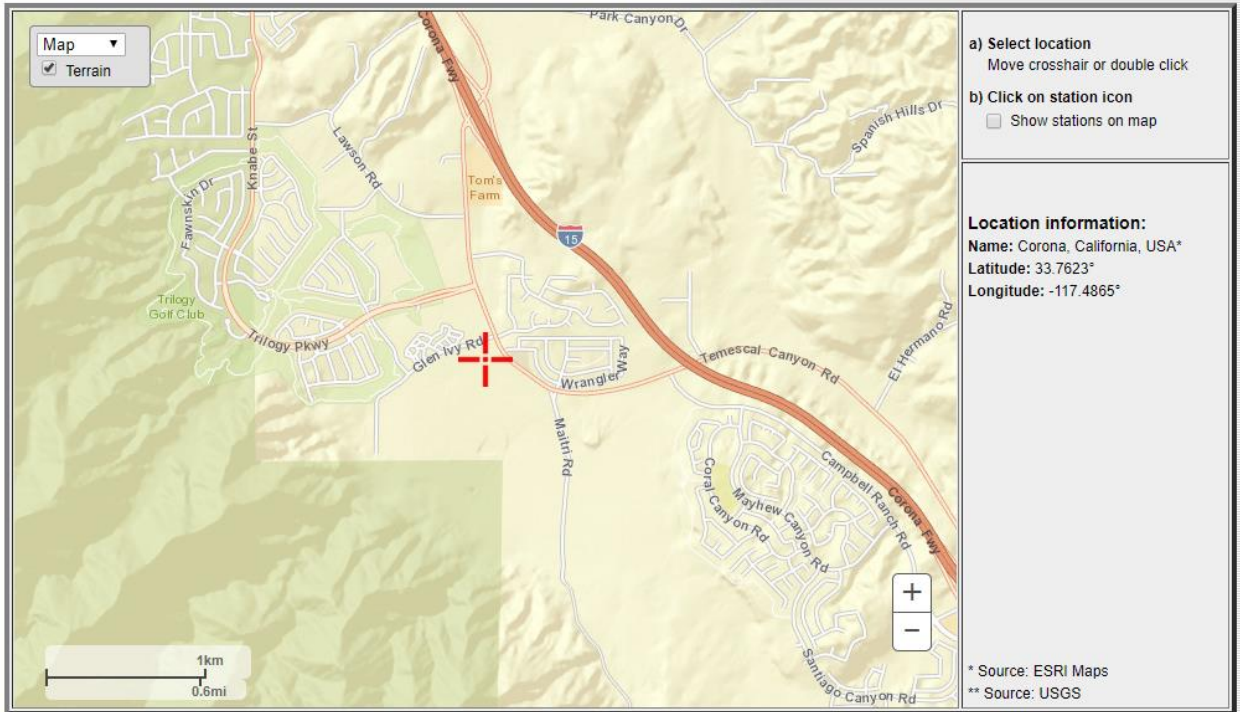 Map
Terrain
Corona Fwy
Park Canyon Dr
Spanish Hills Dr
Knabe St
Lawson Rd
Tom's
Farm
Fawnskin Dr
15
Trilogy
Golf Club
Trilogy Pkwy
Glen Ivy Rd
Wrangler Way
Temescal Canyon Rd
El Hermano Rd
Maitri Rd
Coral Canyon Rd
Mayhew Canyon Rd
Campbell Ranch Rd
Corona Fwy
Santiago Canyon Rd
+
−
1km
0.6mi
a) Select location
Move crosshair or double click
b) Click on station icon
Show stations on map
Location information:
Name: Corona, California, USA*
Latitude: 33.7623°
Longitude: -117.4865°
* Source: ESRI Maps
** Source: USGS